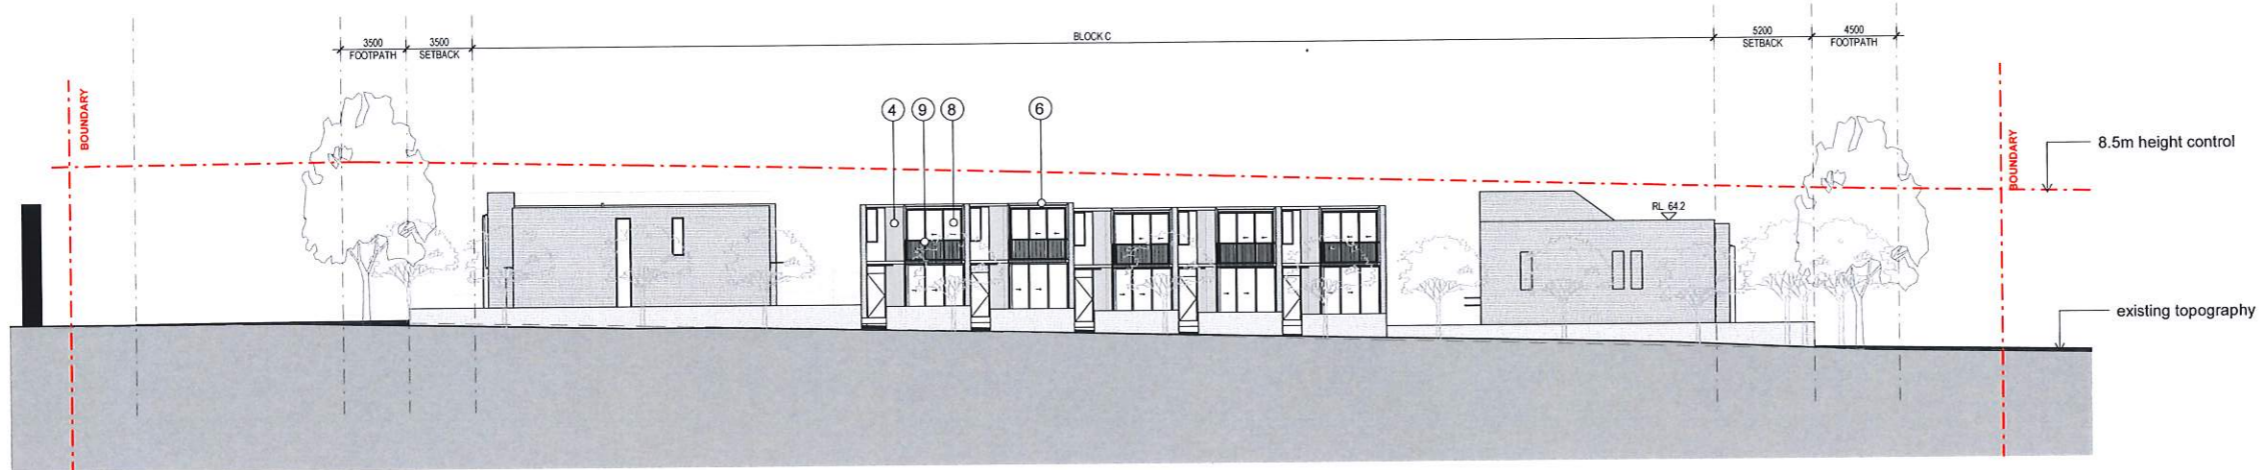 BLOCK C
3500
FOOTPATH
3500
SETBACK
5200
SETBACK
4500
FOOTPATH
BOUNDARY
4
9
8
6
BOUNDARY
8.5m height control
RL 64.2
existing topography